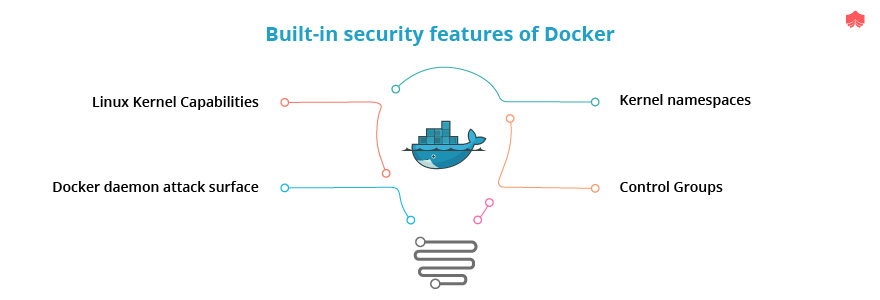 Built-in security features of Docker
Linux Kernel Capabilities
Kernel namespaces
Docker daemon attack surface
Control Groups